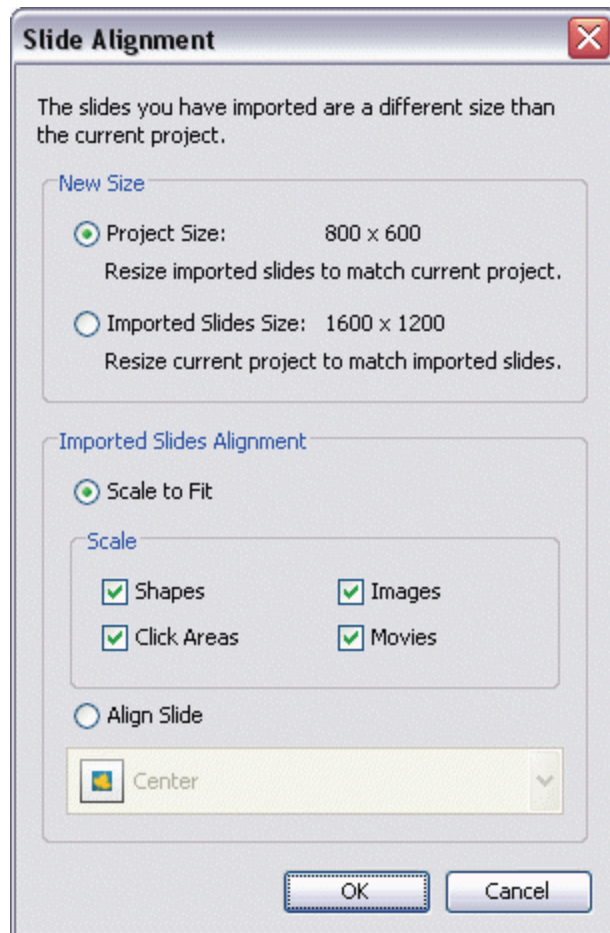 Slide Alignment
The slides you have imported are a different size than
the current project.
New Size
Project Size: 800 x 600
Resize imported slides to match current project.
Imported Slides Size: 1600 x 1200
Resize current project to match imported slides.
Imported Slides Alignment
Scale to Fit
Scale
Shapes Images
Click Areas Movies
Align Slide
Center
OK Cancel